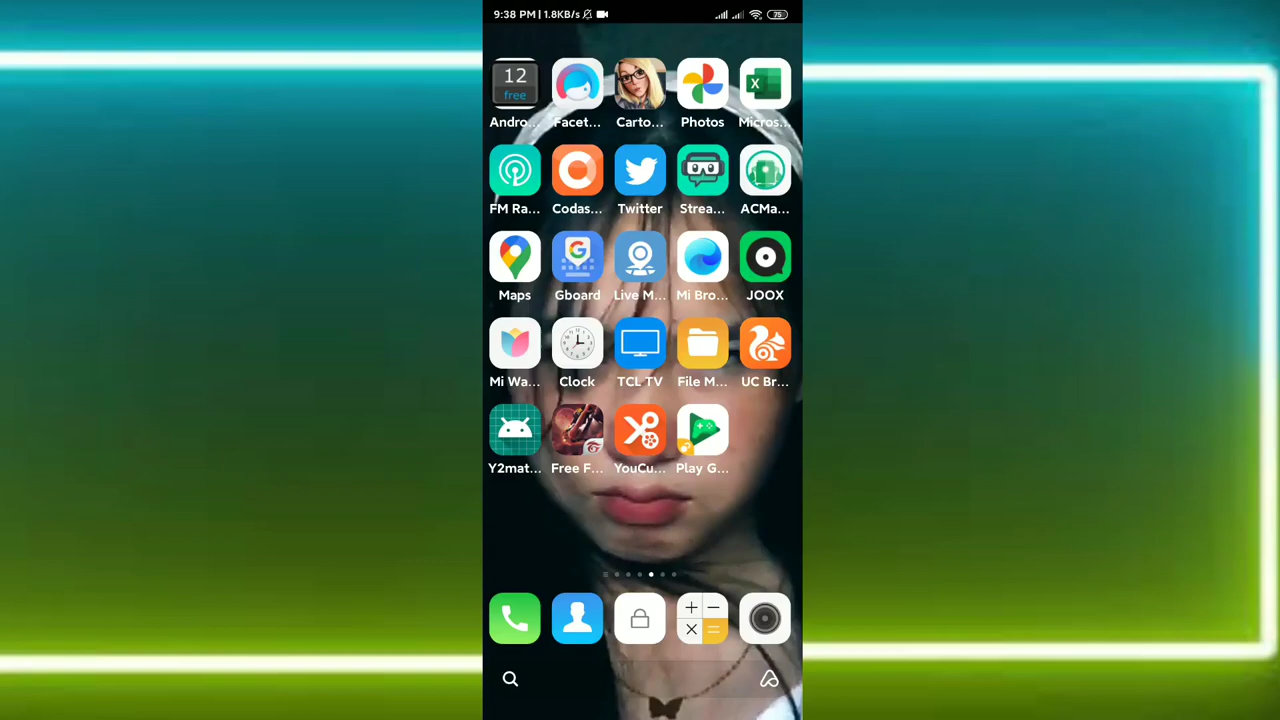 9:38 PM | 1.8KB/s 75
12
free
Andro... Facet... Carto... Photos Micros...
FM Ra... Codas... Twitter Strea... ACMa...
Maps Gboard Live M... Mi Bro... JOOX
Mi Wa... Clock TCL TV File M... UC Br...
Y2mat... Free F... YouCu... Play G...